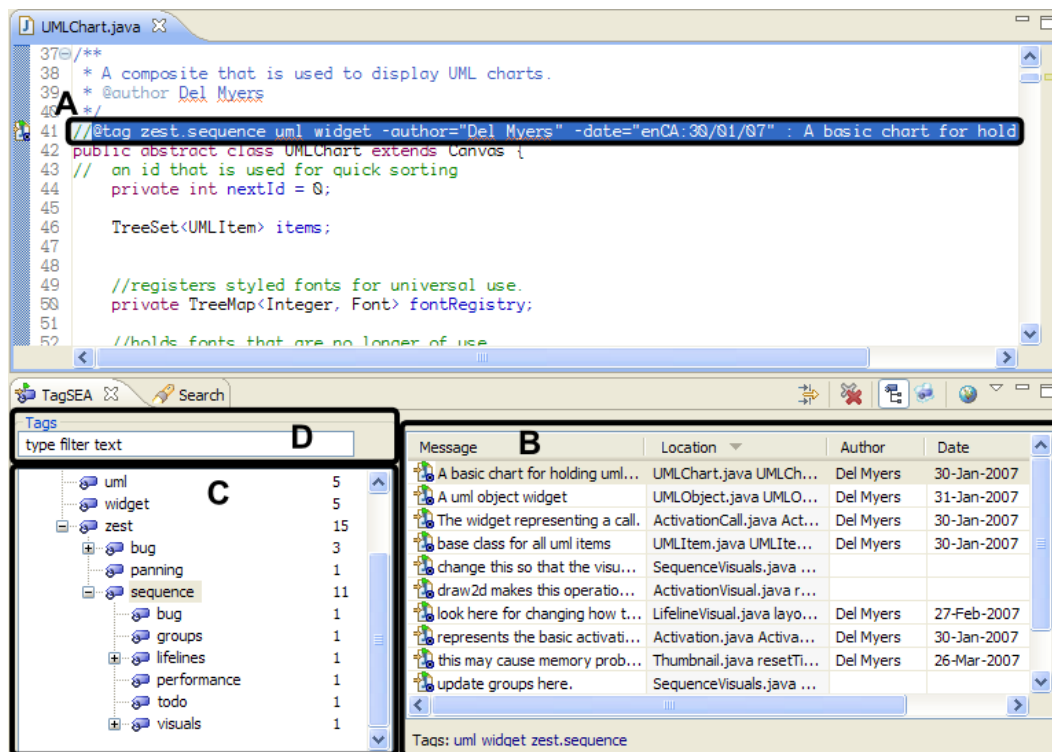 UMLChart.java
37 /**
38 * A composite that is used to display UML charts.
39 * @author Del Myers
40 */
A
41 //@tag zest.sequence uml widget -author="Del Myers" -date="enCA:30/01/07" : A basic chart for hold
42 public abstract class UMLChart extends Canvas {
43 // an id that is used for quick sorting
44 private int nextId = 0;
45
46 TreeSet<UMLItem> items;
47
48
49 //registers styled fonts for universal use.
50 private TreeMap<Integer, Font> fontRegistry;
51
52 //holds fonts that are no longer of use
TagSEA Search
Tags
type filter text
D
C
uml 5
widget 5
zest 15
bug 3
panning 1
sequence 11
bug 1
groups 1
lifelines 1
performance 1
todo 1
visuals 1
B
Message Location Author Date
A basic chart for holding uml... UMLChart.java UMLCh... Del Myers 30-Jan-2007
A uml object widget UMLObject.java UMLO... Del Myers 31-Jan-2007
The widget representing a call. ActivationCall.java Act... Del Myers 30-Jan-2007
base class for all uml items UMLItem.java UMLIte... Del Myers 30-Jan-2007
change this so that the visu... SequenceVisuals.java ...
draw2d makes this operatio... ActivationVisual.java r...
look here for changing how t... LifelineVisual.java layo... Del Myers 27-Feb-2007
represents the basic activati... Activation.java Activa... Del Myers 30-Jan-2007
this may cause memory prob... Thumbnail.java resetTi... Del Myers 26-Mar-2007
update groups here. SequenceVisuals.java ...
Tags: uml widget zest.sequence